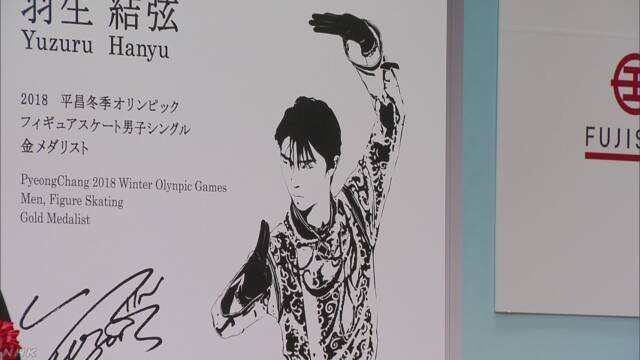 羽生 結弦
Yuzuru Hanyu
2018 平昌冬季オリンピック
フィギュアスケート男子シングル
金メダリスト
PyeongChang 2018 Winter Olynpic Games
Men, Figure Skating
Gold Medalist
FUJIS
NHK